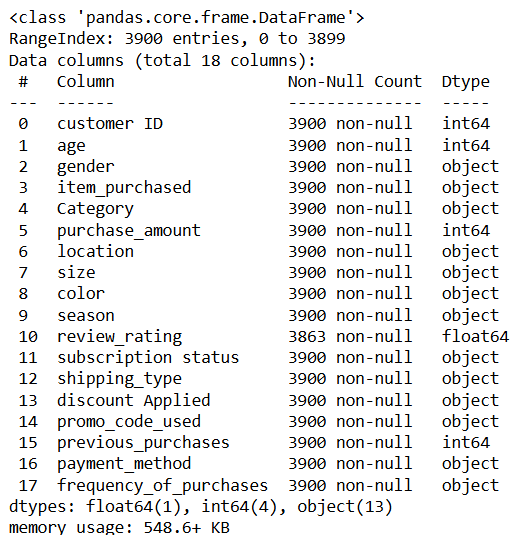 <class 'pandas.core.frame.DataFrame'>
RangeIndex: 3900 entries, 0 to 3899
Data columns (total 18 columns):
 #   Column                  Non-Null Count  Dtype
---  ------                  --------------  -----
 0   customer ID             3900 non-null   int64
 1   age                     3900 non-null   int64
 2   gender                  3900 non-null   object
 3   item_purchased          3900 non-null   object
 4   Category                3900 non-null   object
 5   purchase_amount         3900 non-null   int64
 6   location                3900 non-null   object
 7   size                    3900 non-null   object
 8   color                   3900 non-null   object
 9   season                  3900 non-null   object
 10  review_rating           3863 non-null   float64
 11  subscription status     3900 non-null   object
 12  shipping_type           3900 non-null   object
 13  discount Applied        3900 non-null   object
 14  promo_code_used         3900 non-null   object
 15  previous_purchases      3900 non-null   int64
 16  payment_method          3900 non-null   object
 17  frequency_of_purchases  3900 non-null   object
dtypes: float64(1), int64(4), object(13)
memory usage: 548.6+ KB